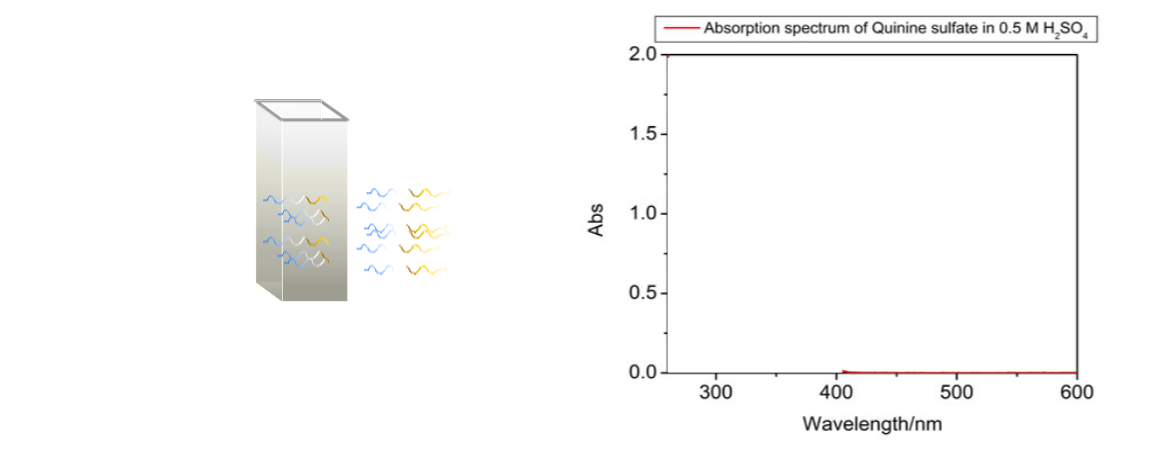 Absorption spectrum of Quinine sulfate in 0.5 M H₂SO₄
2.0
1.5
1.0
0.5
0.0
Abs
300 400 500 600
Wavelength/nm